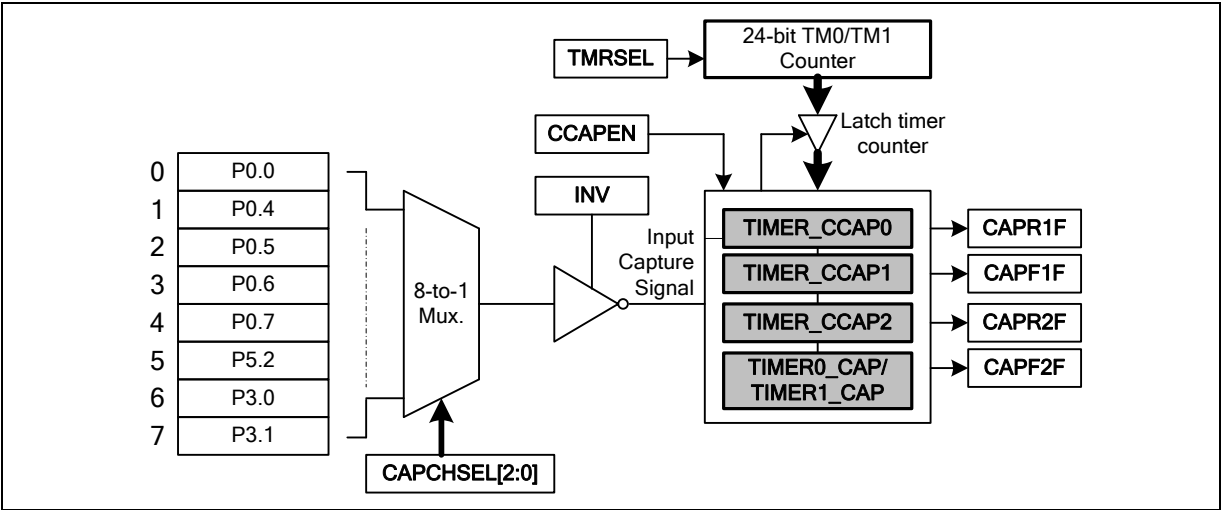 24-bit TM0/TM1
Counter
TMRSEL
Latch timer
counter
CCAPEN
INV
0 P0.0
1 P0.4
2 P0.5
3 P0.6
4 P0.7
5 P5.2
6 P3.0
7 P3.1
8-to-1
Mux.
CAPCHSEL[2:0]
Input
Capture
Signal
TIMER_CCAP0
TIMER_CCAP1
TIMER_CCAP2
TIMER0_CAP/
TIMER1_CAP
CAPR1F
CAPF1F
CAPR2F
CAPF2F